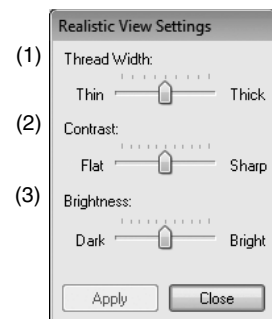 Realistic View Settings
(1) Thread Width:
Thin Thick
(2) Contrast:
Flat Sharp
(3) Brightness:
Dark Bright
Apply Close